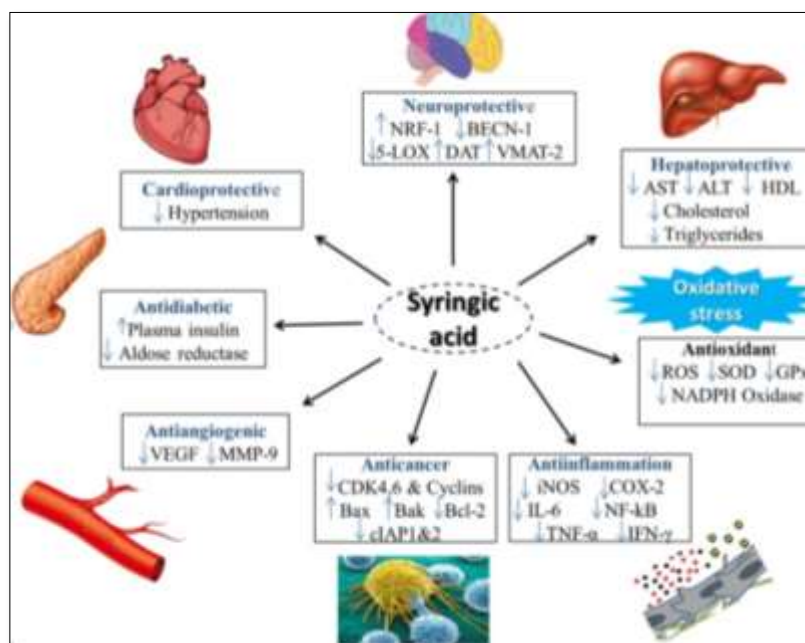 Neuroprotective
↑ NRF-1 ↓BECN-1
↓5-LOX ↑DAT ↑ VMAT-2
Hepatoprotective
↓ AST ↓ ALT ↓ HDL
↓ Cholesterol
↓ Triglycerides
Cardioprotective
↓ Hypertension
Syringic
acid
Oxidative
stress
Antidiabetic
↑Plasma insulin
↓ Aldose reductase
Antioxidant
↓ROS ↓SOD ↓GPx
↓ NADPH Oxidase
Antiangiogenic
↓VEGF ↓MMP-9
Anticancer
↓CDK4,6 & Cyclins
↑Bax ↑Bak ↓Bcl-2
↓cIAP1&2
Antiinflammation
↓ iNOS ↓COX-2
↓ IL-6 ↓NF-kB
↓TNF-α ↓IFN-γ